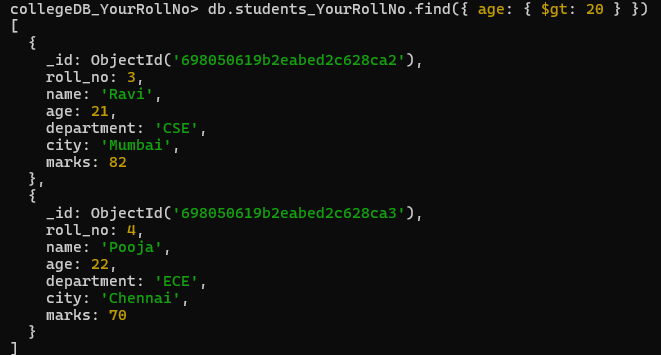 collegeDB_YourRollNo> db.students_YourRollNo.find({ age: { $gt: 20 } })
[
  {
    _id: ObjectId('698050619b2eabed2c628ca2'),
    roll_no: 3,
    name: 'Ravi',
    age: 21,
    department: 'CSE',
    city: 'Mumbai',
    marks: 82
  },
  {
    _id: ObjectId('698050619b2eabed2c628ca3'),
    roll_no: 4,
    name: 'Pooja',
    age: 22,
    department: 'ECE',
    city: 'Chennai',
    marks: 70
  }
]